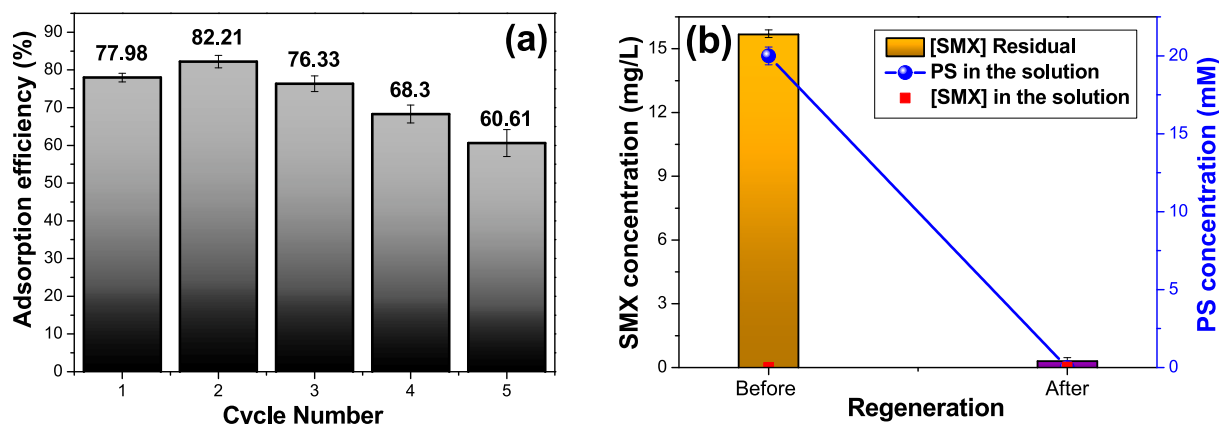 (a)
Adsorption efficiency (%)
90
80
70
60
50
40
30
20
10
0
77.98
82.21
76.33
68.3
60.61
1
2
3
4
5
Cycle Number
(b)
SMX concentration (mg/L)
15
12
9
6
3
0
[SMX] Residual
PS in the solution
[SMX] in the solution
20
15
10
5
0
PS concentration (mM)
Before
After
Regeneration